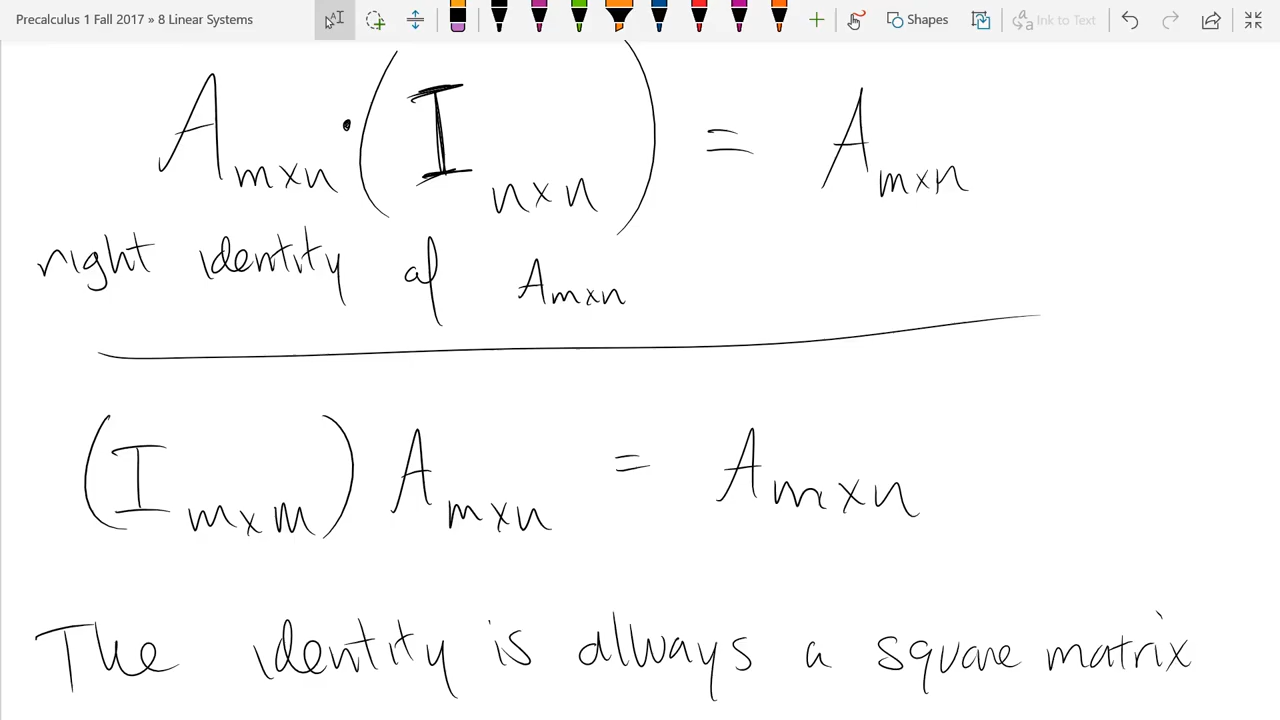 Precalculus 1 Fall 2017 » 8 Linear Systems
Shapes
Ink to Text
A m×n · ( I n×n ) = A m×n
right identity of A m×n
( I m×m ) A m×n = A m×n
The identity is always a square matrix